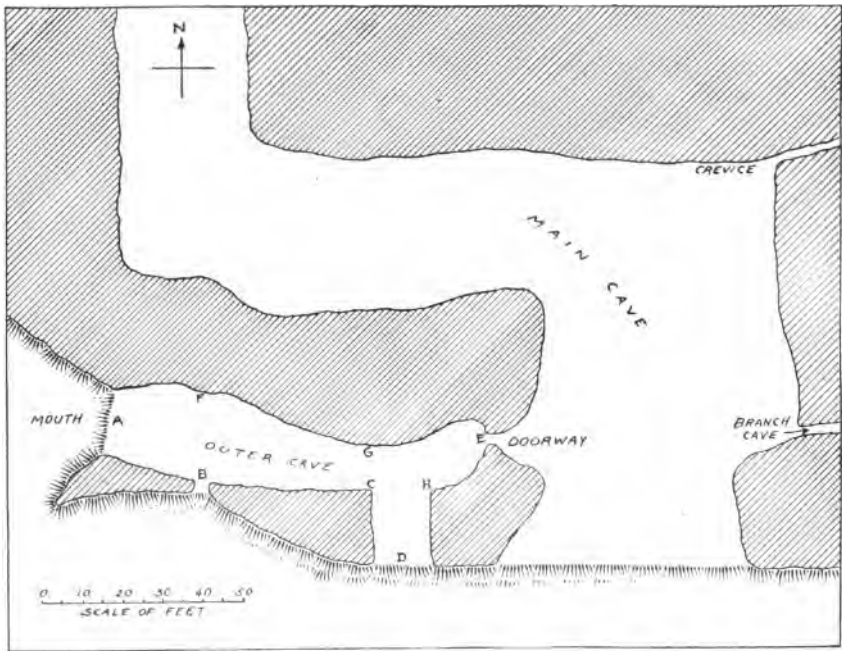 N
CREVICE
MAIN CAVE
MOUTH
A
F
OUTER CAVE
B
G
C
H
D
E
DOORWAY
BRANCH
CAVE
0. 10. 20. 30. 40. 50
SCALE OF FEET